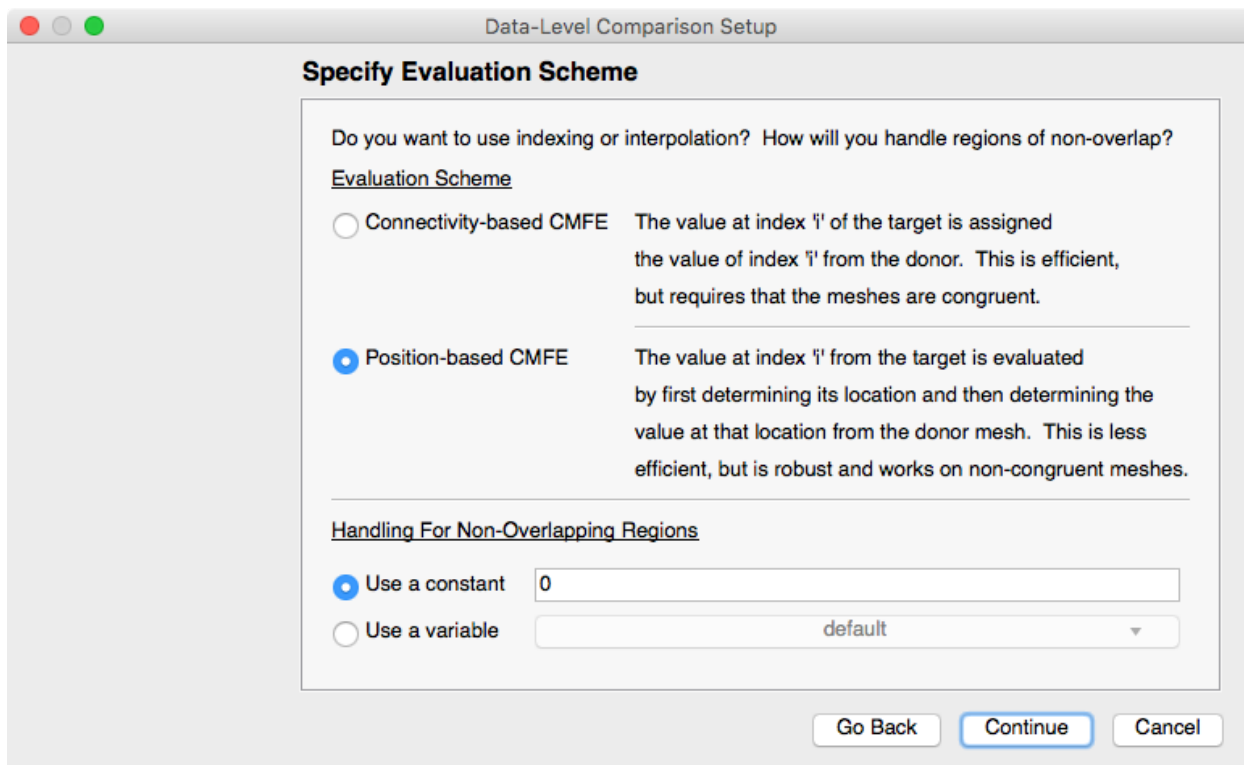 Data-Level Comparison Setup
Specify Evaluation Scheme
Do you want to use indexing or interpolation?  How will you handle regions of non-overlap?
Evaluation Scheme
Connectivity-based CMFE
The value at index 'i' of the target is assigned
the value of index 'i' from the donor.  This is efficient,
but requires that the meshes are congruent.
Position-based CMFE
The value at index 'i' from the target is evaluated
by first determining its location and then determining the
value at that location from the donor mesh.  This is less
efficient, but is robust and works on non-congruent meshes.
Handling For Non-Overlapping Regions
Use a constant
0
Use a variable
default
Go Back
Continue
Cancel